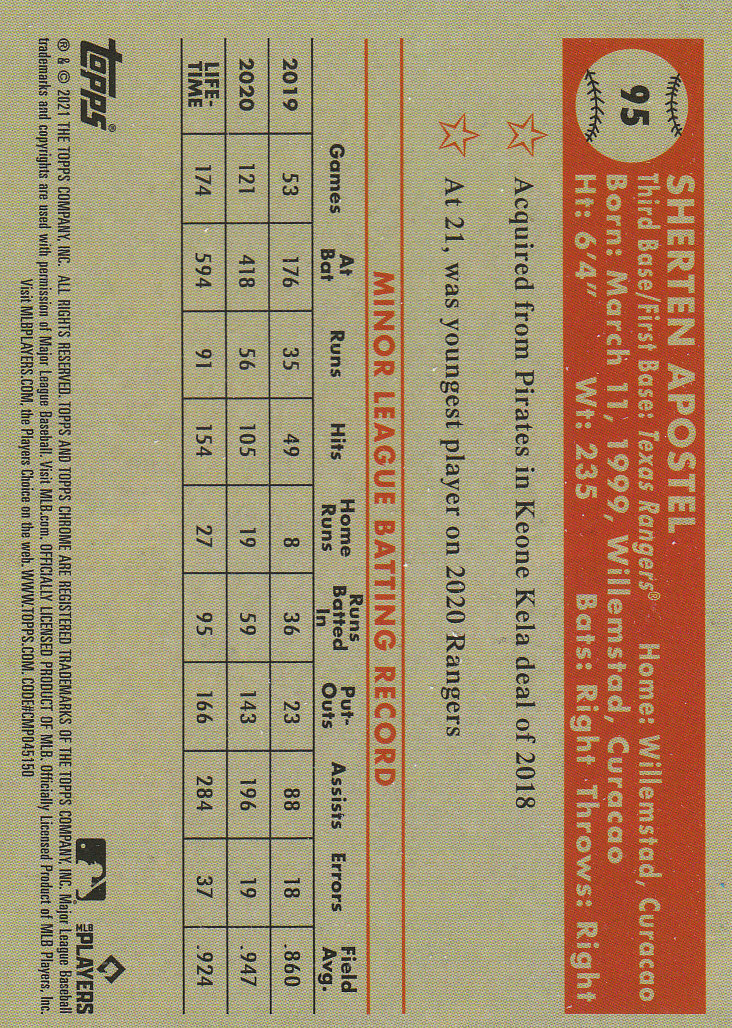 95
SHERTEN APOSTEL
Third Base/First Base: Texas Rangers® Home: Willemstad, Curacao
Born: March 11, 1999, Willemstad, Curacao
Ht: 6'4" Wt: 235 Bats: Right Throws: Right
Acquired from Pirates in Keone Kela deal of 2018
At 21, was youngest player on 2020 Rangers
MINOR LEAGUE BATTING RECORD
Games At Bat Runs Hits Home Runs Runs Batted In Put-Outs Assists Errors Field Avg.
2019 53 176 35 49 8 36 23 88 18 .860
2020 121 418 56 105 19 59 143 196 19 .947
LIFE-TIME 174 594 91 154 27 95 166 284 37 .924
topps®
MLB PLAYERS
® & © 2021 THE TOPPS COMPANY, INC. ALL RIGHTS RESERVED. TOPPS AND TOPPS CHROME ARE REGISTERED TRADEMARKS OF THE TOPPS COMPANY, INC. Major League Baseball
trademarks and copyrights are used with permission of Major League Baseball. Visit MLB.com. OFFICIALLY LICENSED PRODUCT OF MLB. Officially Licensed Product of MLB Players, Inc.
Visit MLBPLAYERS.COM, the Players Choice on the web. WWW.TOPPS.COM. CODE#CMP045150